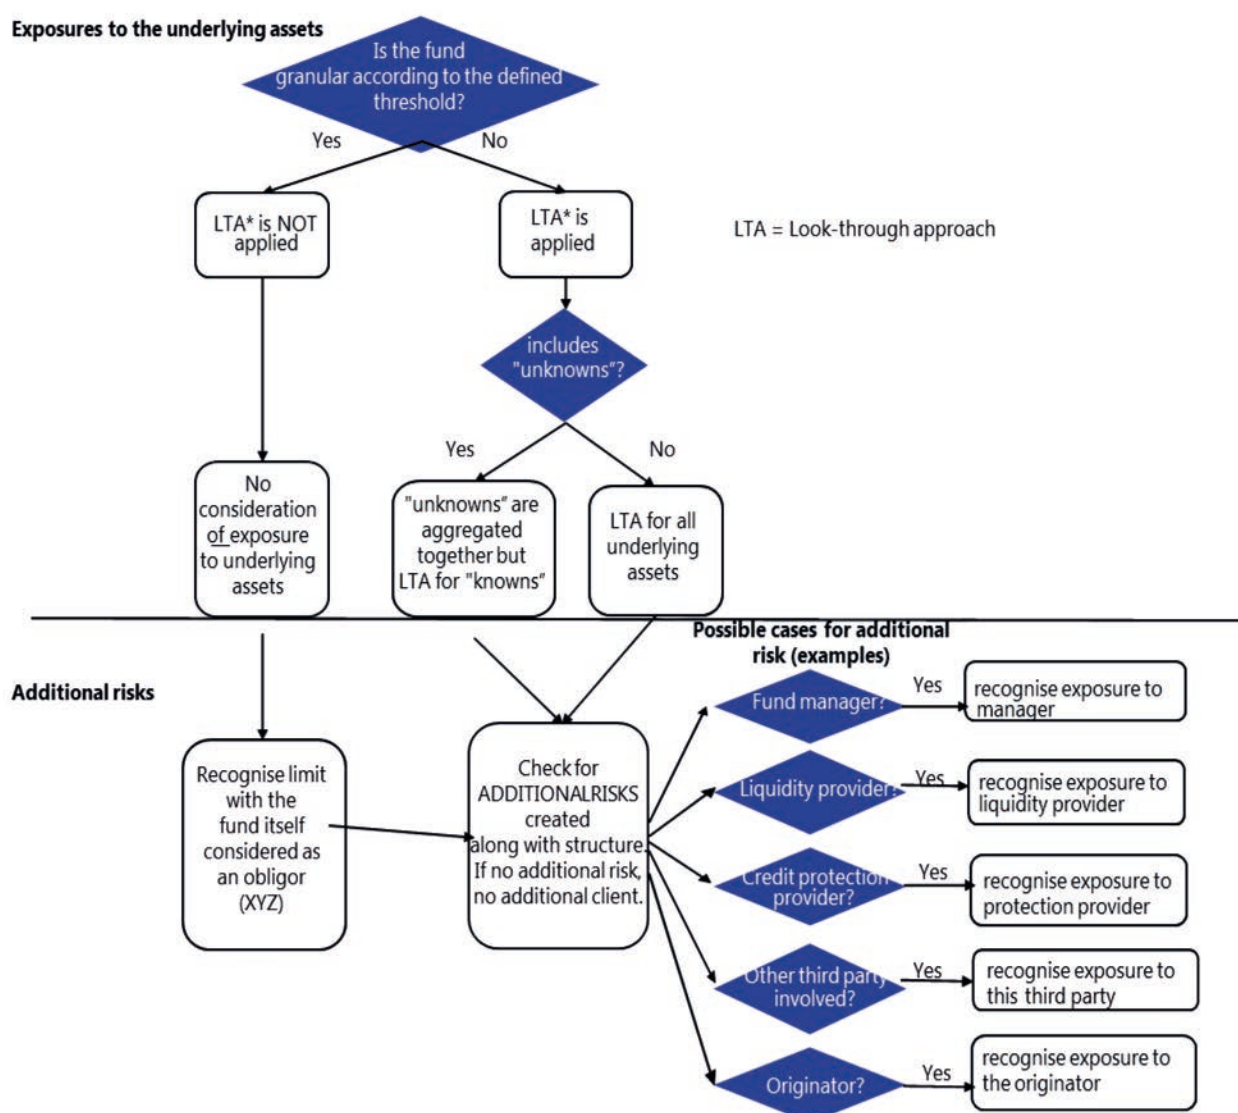 Exposures to the underlying assets
Is the fund
granular according to the defined
threshold?
Yes
No
LTA* is NOT
applied
LTA* is
applied
LTA = Look-through approach
includes
"unknowns"?
Yes
No
No
consideration
of exposure
to underlying
assets
"unknowns" are
aggregated
together but
LTA for "knowns"
LTA for all
underlying
assets
Possible cases for additional
risk (examples)
Additional risks
Recognise limit
with the
fund itself
considered as
an obligor
(XYZ)
Check for
ADDITIONALRISKS
created
along with structure.
If no additional risk,
no additional client.
Fund manager?
Yes
recognise exposure to
manager
Liquidity provider?
Yes
recognise exposure to
liquidity provider
Credit protection
provider?
Yes
recognise exposure to
protection provider
Other third party
involved?
Yes
recognise exposure to
this third party
Originator?
Yes
recognise exposure to
the originator